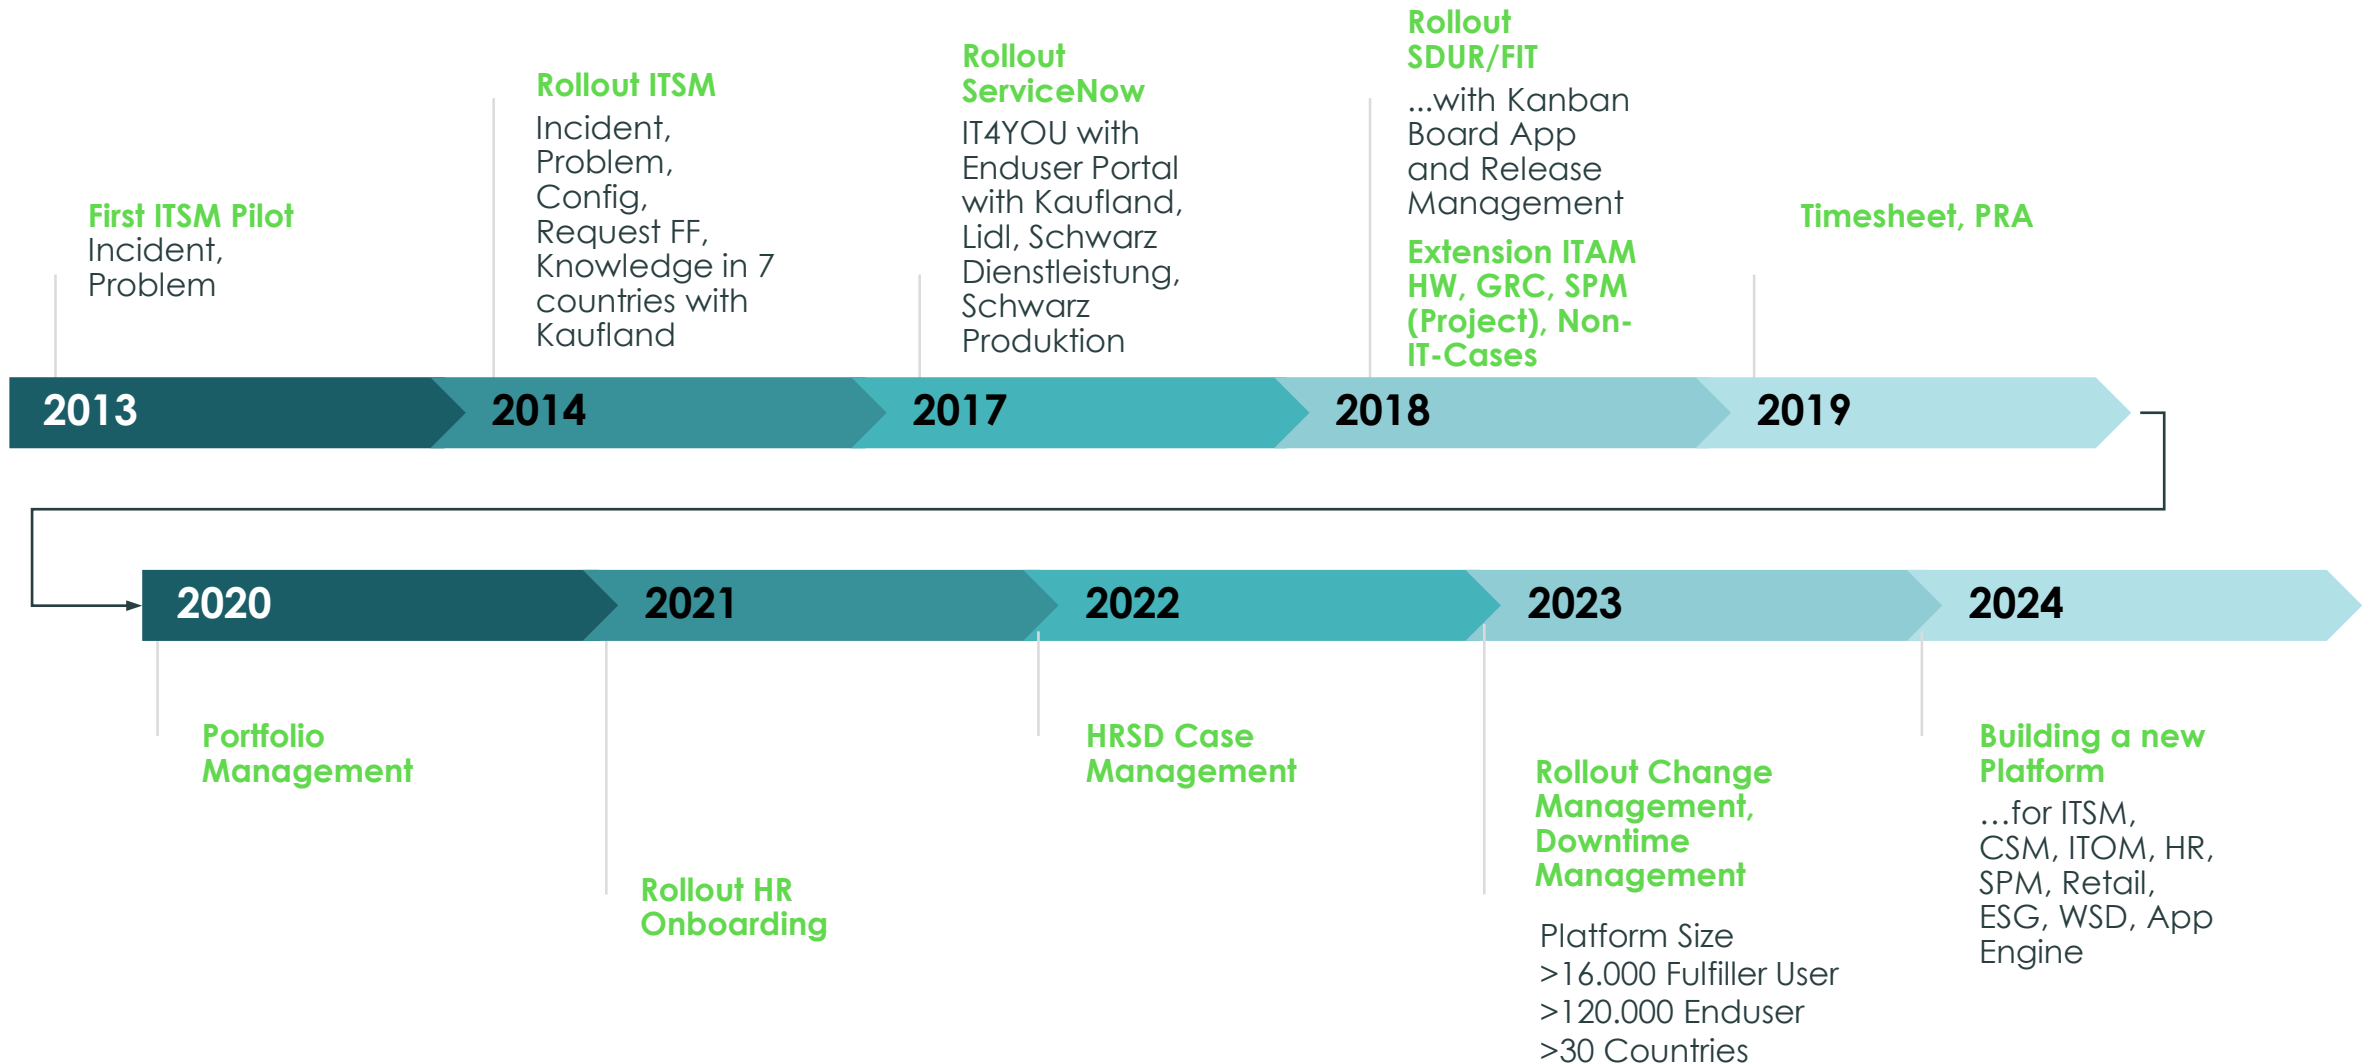 First ITSM Pilot
Incident,
Problem
Rollout ITSM
Incident,
Problem,
Config,
Request FF,
Knowledge in 7
countries with
Kaufland
Rollout
ServiceNow
IT4YOU with
Enduser Portal
with Kaufland,
Lidl, Schwarz
Dienstleistung,
Schwarz
Produktion
Rollout
SDUR/FIT
...with Kanban
Board App
and Release
Management
Extension ITAM
HW, GRC, SPM
(Project), Non-
IT-Cases
Timesheet, PRA
2013
2014
2017
2018
2019
2020
2021
2022
2023
2024
Portfolio
Management
Rollout HR
Onboarding
HRSD Case
Management
Rollout Change
Management,
Downtime
Management
Platform Size
>16.000 Fulfiller User
>120.000 Enduser
>30 Countries
Building a new
Platform
…for ITSM,
CSM, ITOM, HR,
SPM, Retail,
ESG, WSD, App
Engine